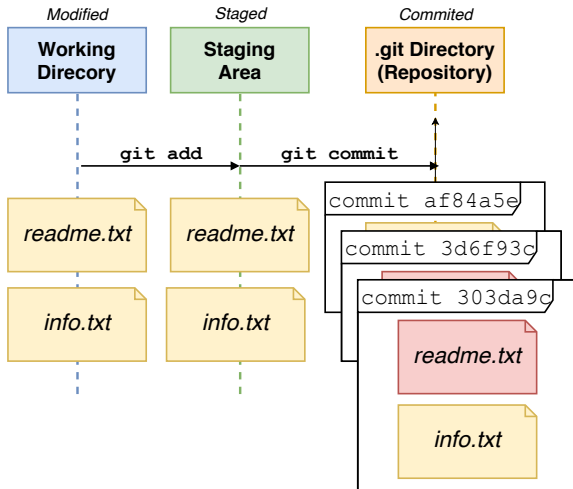 Modified
Staged
Commited
Working
Direcory
Staging
Area
.git Directory
(Repository)
git add
git commit
commit af84a5e
readme.txt
readme.txt
commit 3d6f93c
commit 303da9c
info.txt
info.txt
readme.txt
info.txt